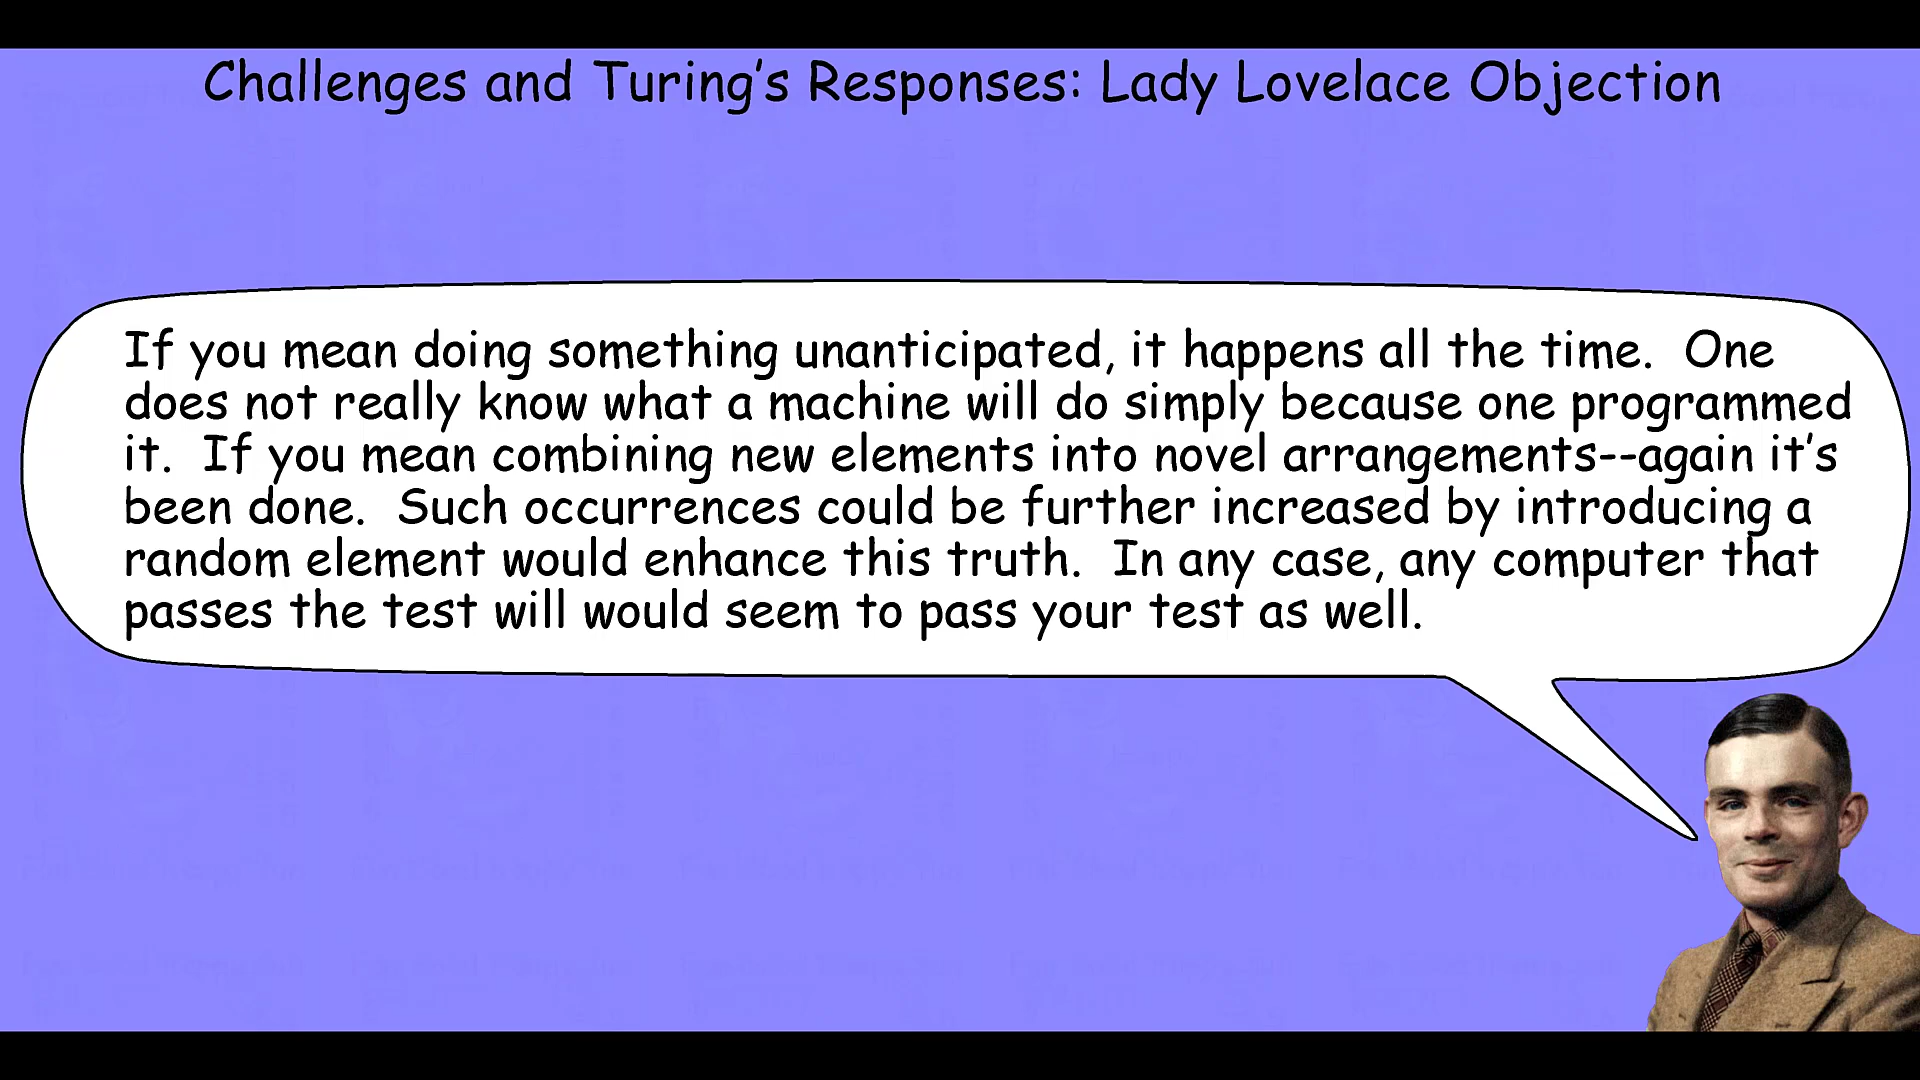 Challenges and Turing's Responses: Lady Lovelace Objection
If you mean doing something unanticipated, it happens all the time.  One
does not really know what a machine will do simply because one programmed
it.  If you mean combining new elements into novel arrangements--again it's
been done.  Such occurrences could be further increased by introducing a
random element would enhance this truth.  In any case, any computer that
passes the test will would seem to pass your test as well.